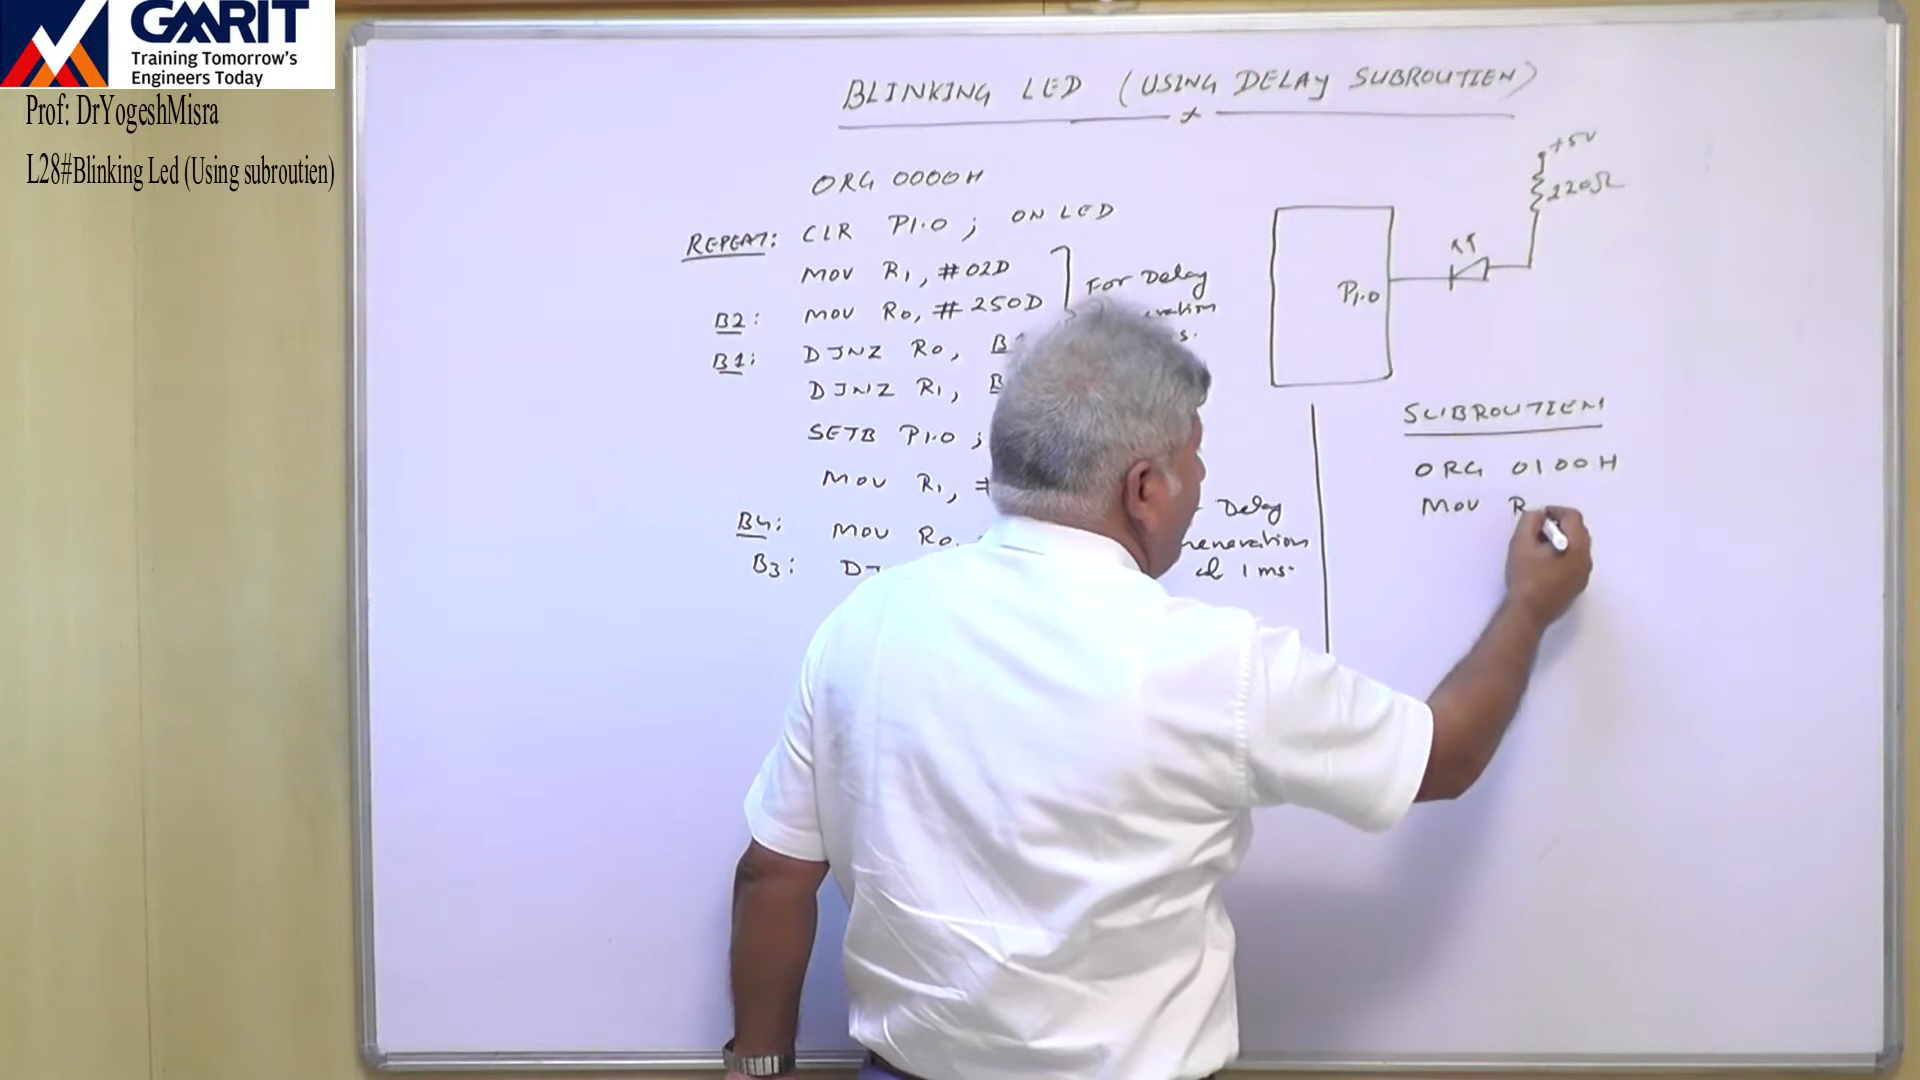 GMRIT
Training Tomorrow's
Engineers Today
Prof: DrYogeshMisra
L28#Blinking Led (Using subroutien)
BLINKING LED (USING DELAY SUBROUTIEN)
ORG 0000H
REPEAT: CLR P1.0 ; ON LED
MOV R1, #02D
B2: MOV R0, #250D
B1: DJNZ R0,
DJNZ R1,
SETB P1.0 ;
MOV R1, #
B4: MOV R0,
B3:
For Delay
Delay
1 ms.
+5V
220Ω
P1.0
SUBROUTIEN
ORG 0100H
MOV R